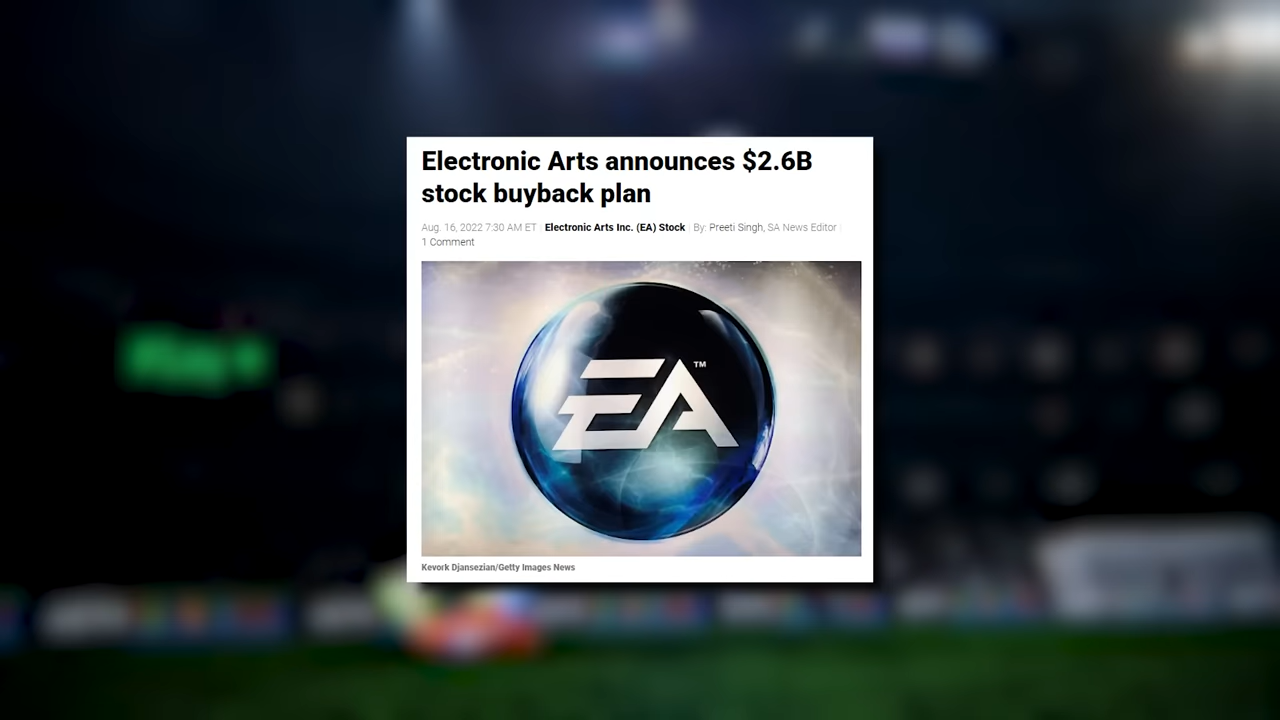 Electronic Arts announces $2.6B
stock buyback plan
Aug. 16, 2022 7:30 AM ET | Electronic Arts Inc. (EA) Stock | By: Preeti Singh, SA News Editor |
1 Comment
EA™
Kevork Djansezian/Getty Images News